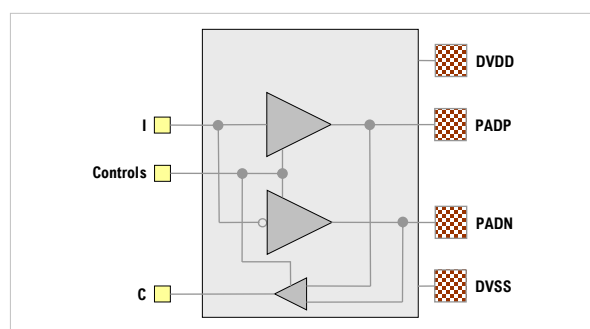 DVDD
I
PADP
Controls
PADN
C
DVSS